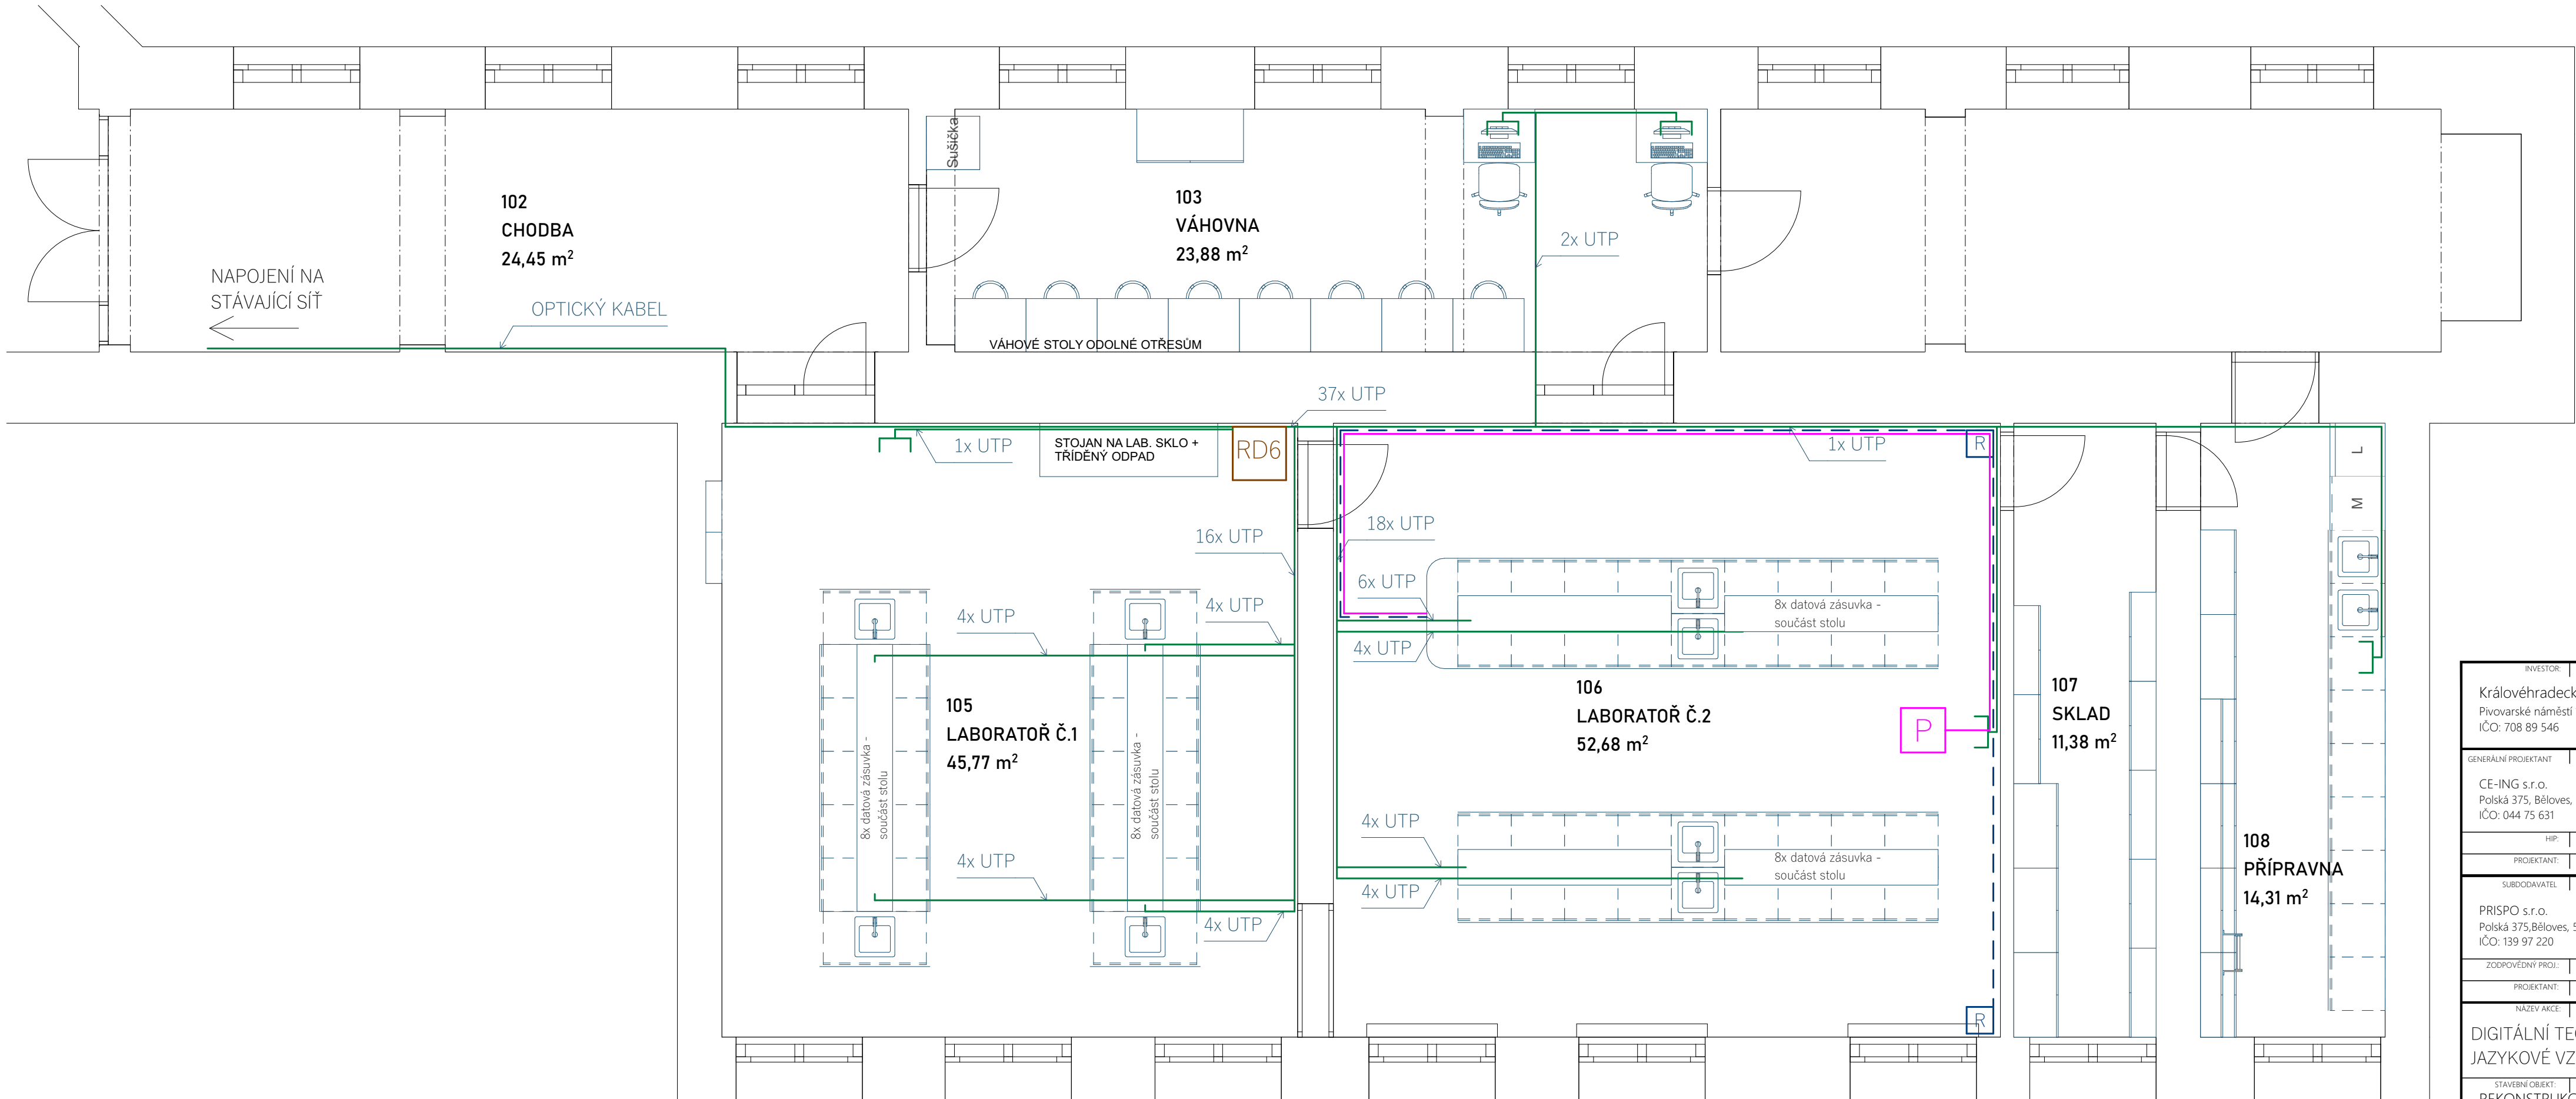 102
CHODBA
24,45 m²
NAPOJENÍ NA
STÁVAJÍCÍ SÍŤ
OPTICKÝ KABEL
Sušička
103
VÁHOVNA
23,88 m²
VÁHOVÉ STOLY ODOLNÉ OTŘESŮM
2x UTP
37x UTP
1x UTP
STOJAN NA LAB. SKLO +
TŘÍDĚNÝ ODPAD
RD6
1x UTP
R
L
M
16x UTP
18x UTP
6x UTP
4x UTP
4x UTP
4x UTP
8x datová zásuvka -
součást stolu
105
LABORATOŘ Č.1
45,77 m²
8x datová zásuvka -
součást stolu
8x datová zásuvka -
součást stolu
106
LABORATOŘ Č.2
52,68 m²
P
107
SKLAD
11,38 m²
4x UTP
4x UTP
4x UTP
4x UTP
8x datová zásuvka -
součást stolu
108
PŘÍPRAVNA
14,31 m²
R
INVESTOR:
Královéhradeck
Pivovarské náměstí
IČO: 708 89 546
GENERÁLNÍ PROJEKTANT
CE-ING s.r.o.
Polská 375, Běloves,
IČO: 044 75 631
HIP:
PROJEKTANT:
SUBDODAVATEL
PRISPO s.r.o.
Polská 375,Běloves, 5
IČO: 139 97 220
ZODPOVĚDNÝ PROJ.:
PROJEKTANT:
NÁZEV AKCE:
DIGITÁLNÍ TE
JAZYKOVÉ VZ
STAVEBNÍ OBJEKT: